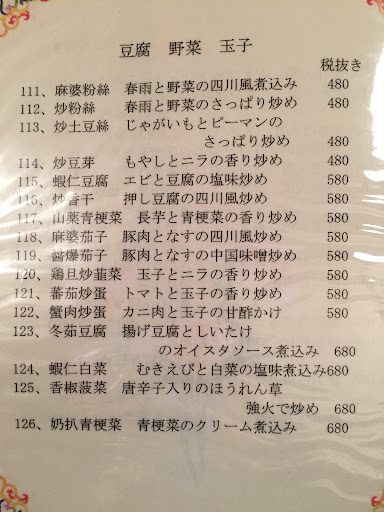 豆腐　野菜　玉子
税抜き
111、麻婆粉絲　春雨と野菜の四川風煮込み　480
112、炒粉絲　春雨と野菜のさっぱり炒め　480
113、炒土豆絲　じゃがいもとピーマンの
さっぱり炒め　480
114、炒豆芽　もやしとニラの香り炒め　480
115、蝦仁豆腐　エビと豆腐の塩味炒め　580
116、炒香干　押し豆腐の四川風炒め　580
117、山薬青梗菜　長芋と青梗菜の香り炒め　580
118、麻婆茄子　豚肉となすの四川風炒め　580
119、醤爆茄子　豚肉となすの中国味噌炒め　580
120、鶏旦炒韮菜　玉子とニラの香り炒め　580
121、蕃茄炒蛋　トマトと玉子の香り炒め　580
122、蟹肉炒蛋　カニ肉と玉子の甘酢かけ　580
123、冬茹豆腐　揚げ豆腐としいたけ
のオイスタソース煮込み　680
124、蝦仁白菜　むきえびと白菜の塩味煮込み680
125、香椒菠菜　唐辛子入りのほうれん草
強火で炒め　680
126、奶扒青梗菜　青梗菜のクリーム煮込み　680